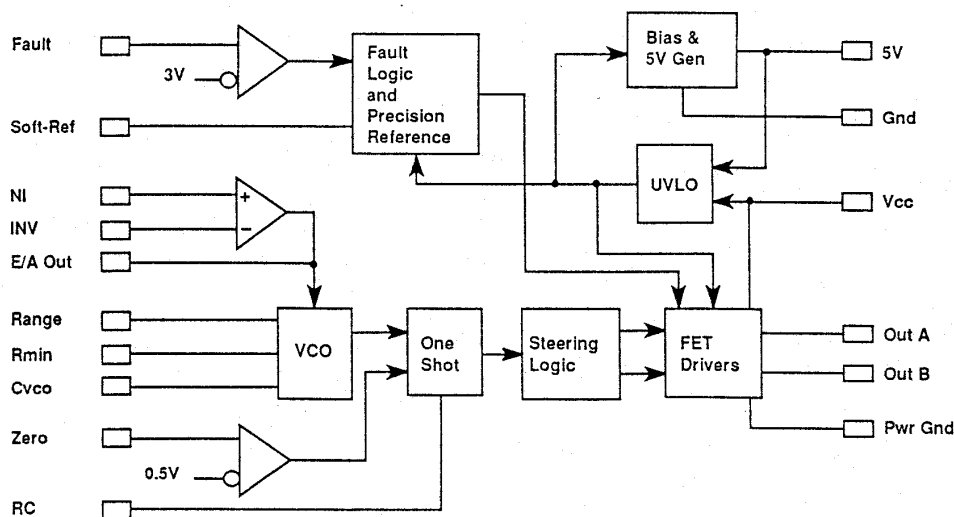 Fault
3V
Fault
Logic
and
Precision
Reference
Bias &
5V Gen
5V
Gnd
Soft-Ref
UVLO
Vcc
NI
+
INV
−
E/A Out
Range
Rmin
Cvco
VCO
One
Shot
Steering
Logic
FET
Drivers
Out A
Out B
Pwr Gnd
Zero
0.5V
RC